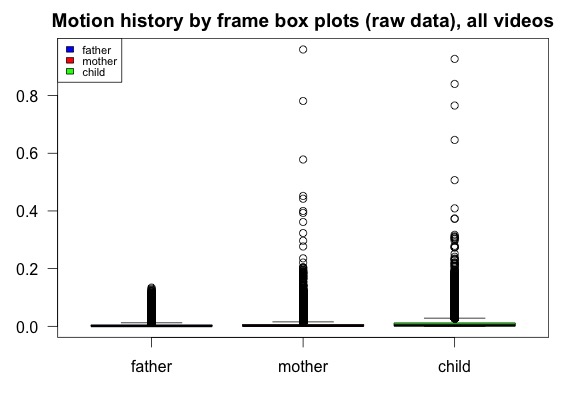 Motion history by frame box plots (raw data), all videos
father
mother
child
0.8
0.6
0.4
0.2
0.0
father mother child